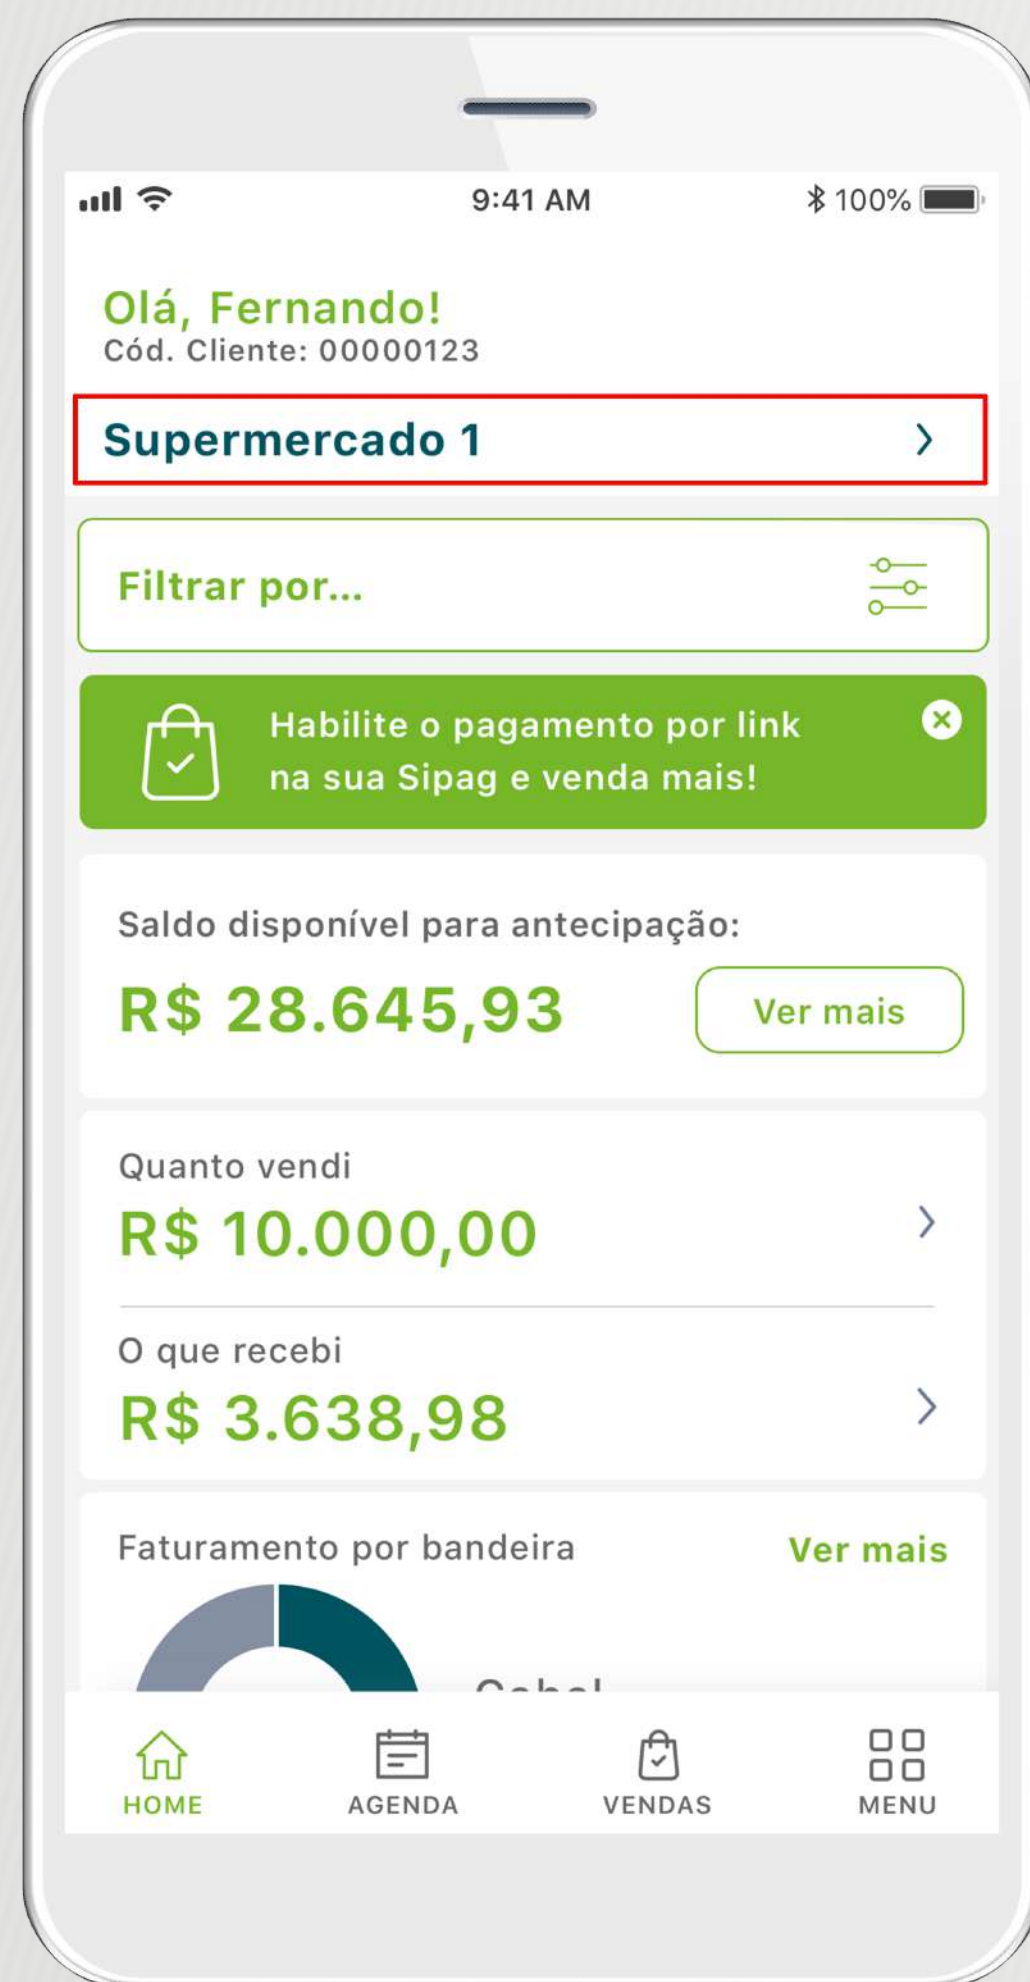 9:41 AM
100%
Olá, Fernando!
Cód. Cliente: 00000123
Supermercado 1
Filtrar por...
Habilite o pagamento por link
na sua Sipag e venda mais!
Saldo disponível para antecipação:
R$ 28.645,93
Ver mais
Quanto vendi
R$ 10.000,00
O que recebi
R$ 3.638,98
Faturamento por bandeira
Ver mais
HOME
AGENDA
VENDAS
MENU